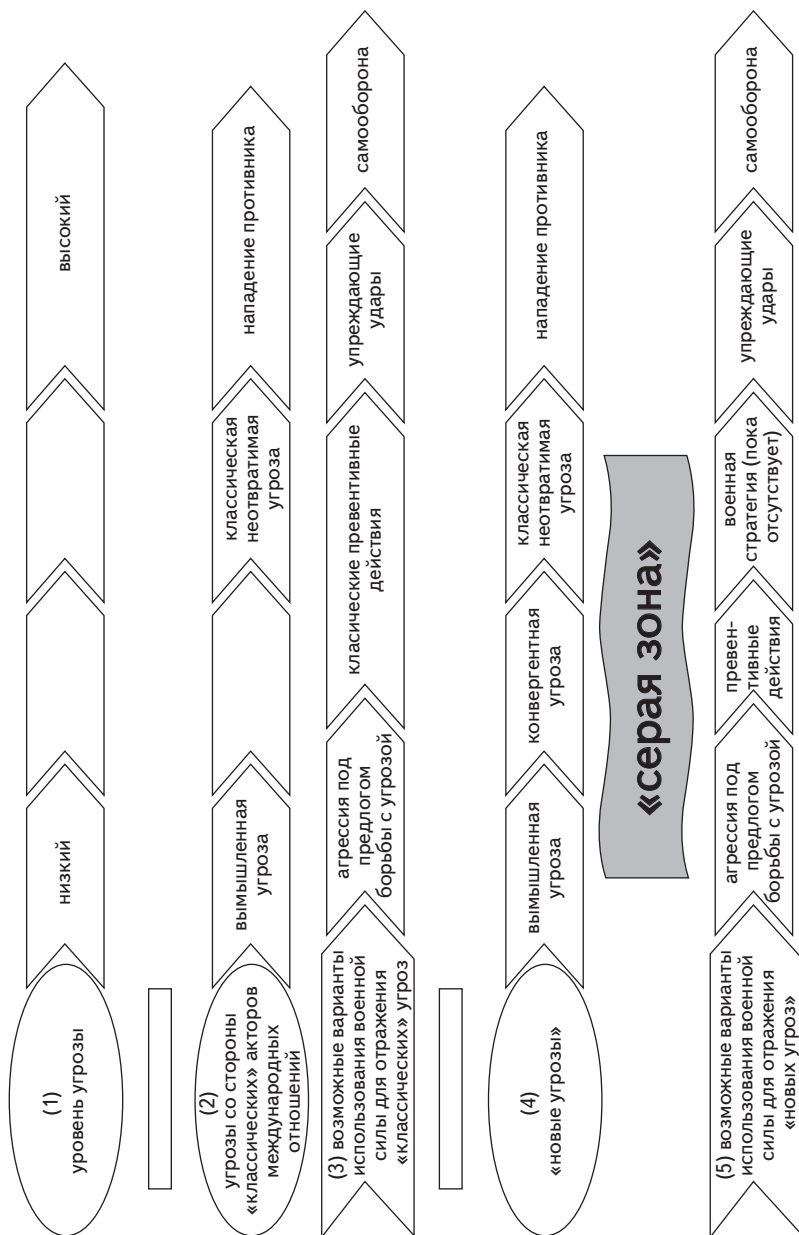 (1)
уровень угрозы
низкий
высокий
(2)
угрозы со стороны
«классических» акторов
международных
отношений
вымышленная
угроза
классическая
неотвратимая
угроза
нападение противника
(3) возможные варианты
использования военной
силы для отражения
«классических» угроз
агрессия под
предлогом
борьбы с угрозой
класические превентивные
действия
упреждающие
удары
самооборона
(4)
«новые угрозы»
вымышленная
угроза
конвергентная
угроза
классическая
неотвратимая
угроза
нападение противника
«серая зона»
(5) возможные варианты
использования военной
силы для отражения
«новых угроз»
агрессия под
предлогом
борьбы с угрозой
превен-
тивные
действия
военная
стратегия (пока
отсутствует)
упреждающие
удары
самооборона